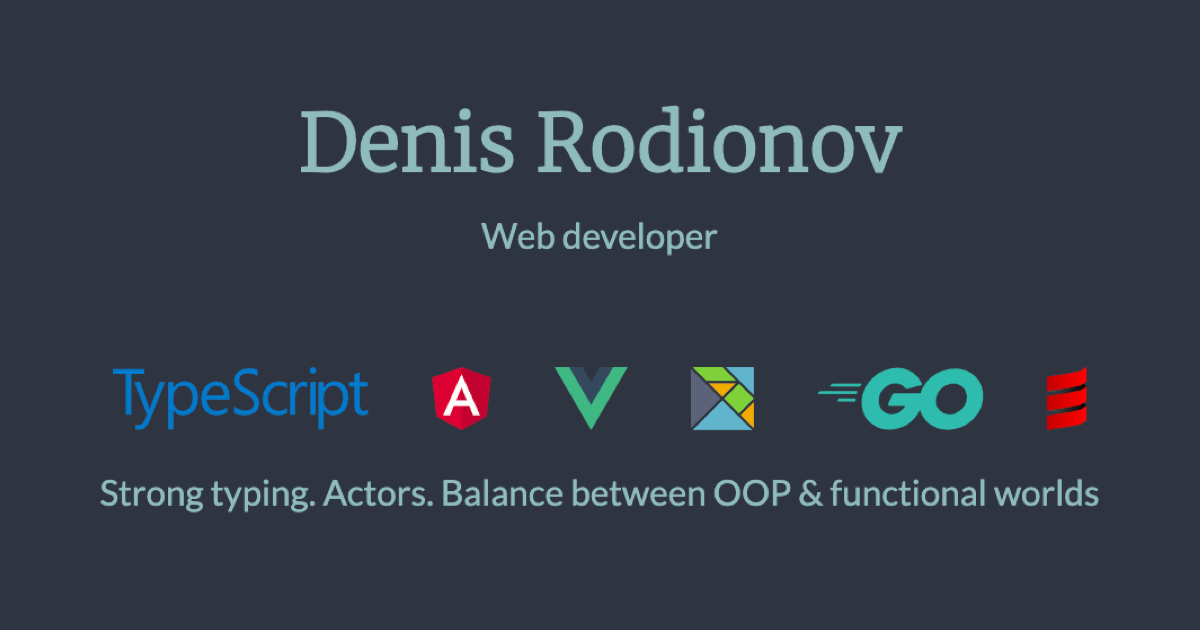 Denis Rodionov
Web developer
TypeScript A GO
Strong typing. Actors. Balance between OOP & functional worlds